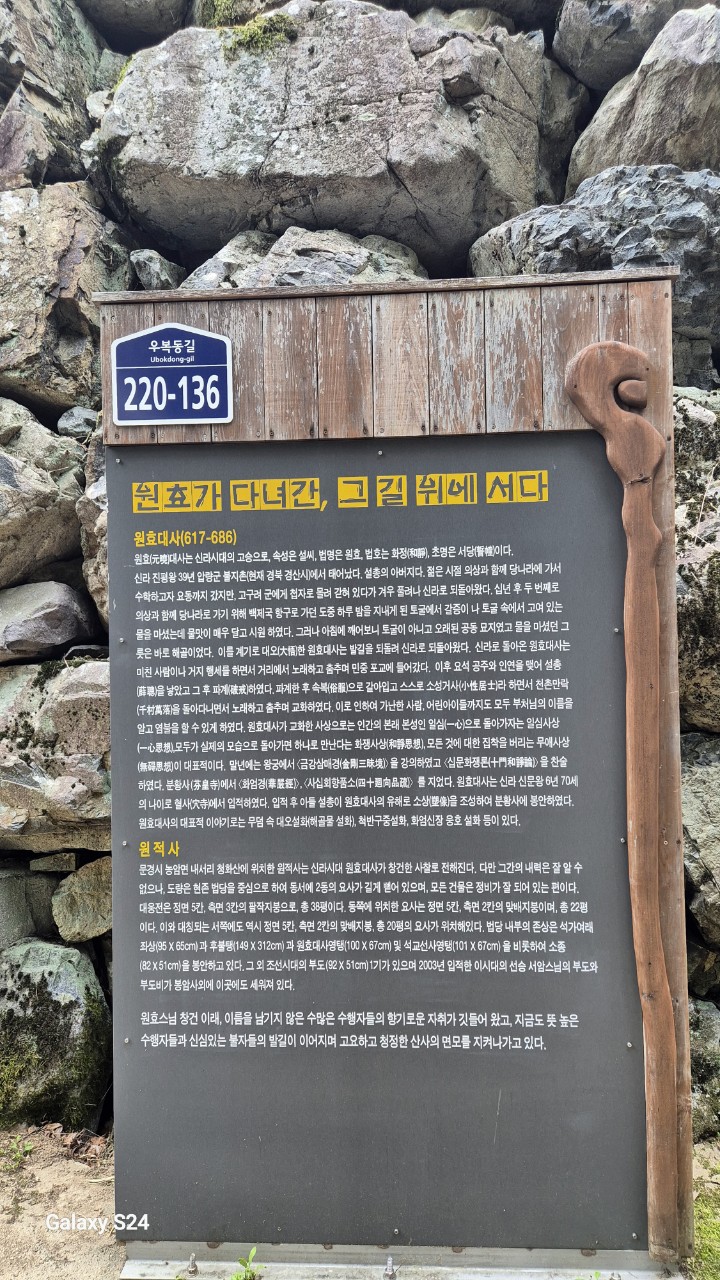 우복동길
Ubokdong-gil
220-136
원효가 다녀간, 그 길 위에 서다
원효대사(617-686)
원효(元曉)대사는 신라시대의 고승으로, 속성은 설씨, 법명은 원효, 법호는 화정(和靜), 초명은 서당(誓幢)이다.
신라 진평왕 39년 압량군 불지촌(현재 경북 경산시)에서 태어났다. 설총의 아버지다. 젊은 시절 의상과 함께 당나라에 가서
수학하고자 요동까지 갔지만, 고구려 군에게 첩자로 몰려 갇혀 있다가 겨우 풀려나 신라로 되돌아왔다. 십년 후 두 번째로
의상과 함께 당나라로 가기 위해 백제국 항구로 가던 도중 하루 밤을 지내게 된 토굴에서 갈증이 나 토굴 속에서 고여 있는
물을 마셨는데 물맛이 매우 달고 시원 하였다. 그러나 아침에 깨어보니 토굴이 아니고 오래된 공동 묘지였고 물을 마셨던 그
릇은 바로 해골이었다. 이를 계기로 대오(大悟)한 원효대사는 발길을 되돌려 신라로 되돌아왔다. 신라로 돌아온 원효대사는
미친 사람이나 거지 행세를 하면서 거리에서 노래하고 춤추며 민중 포교에 들어갔다. 이후 요석 공주와 인연을 맺어 설총
(薛聰)을 낳았고 그 후 파계(破戒)하였다. 파계한 후 속복(俗服)으로 갈아입고 스스로 소성거사(小性居士)라 하면서 천촌만락
(千村萬落)을 돌아다니면서 노래하고 춤추며 교화하였다. 이로 인하여 가난한 사람, 어린아이들까지도 모두 부처님의 이름을
알고 염불을 할 수 있게 하였다. 원효대사가 교화한 사상으로는 인간의 본래 본성인 일심(一心)으로 돌아가자는 일심사상
(一心思想),모두가 실제의 모습으로 돌아가면 하나로 만난다는 화쟁사상(和靜思想), 모든 것에 대한 집착을 버리는 무애사상
(無碍思想)이 대표적이다. 말년에는 왕궁에서 〈금강삼매경(金剛三昧境)〉을 강의하였고 〈십문화쟁론(十門和諍論)〉을 찬술
하였다. 분황사(芬皇寺)에서 〈화엄경(華嚴經)〉, 〈사십회향품소(四十廻向品疏)〉 를 지었다. 원효대사는 신라 신문왕 6년 70세
의 나이로 혈사(穴寺)에서 입적하였다. 입적 후 아들 설총이 원효대사의 유해로 소상(塑像)을 조성하여 분황사에 봉안하였다.
원효대사의 대표적 이야기로는 무덤 속 대오설화(해골물 설화), 척반구중설화, 화엄신장 옹호 설화 등이 있다.
원적사
문경시 농암면 내서리 청화산에 위치한 원적사는 신라시대 원효대사가 창건한 사찰로 전해진다. 다만 그간의 내력은 잘 알 수
없으나, 도량은 현존 법당을 중심으로 하여 동서에 2동의 요사가 길게 뻗어 있으며, 모든 건물은 정비가 잘 되어 있는 편이다.
대웅전은 정면 5칸, 측면 3칸의 팔작지붕으로, 총 38평이다. 동쪽에 위치한 요사는 정면 5칸, 측면 2칸의 맞배지붕이며, 총 22평
이다. 이와 대칭되는 서쪽에도 역시 정면 5칸, 측면 2칸의 맞배지붕, 총 20평의 요사가 위치해있다. 법당 내부의 존상은 석가여래
좌상(95 X 65cm)과 후불탱(149 X 312cm) 과 원효대사영탱(100 X 67cm) 및 석교선사영탱(101 X 67cm) 을 비롯하여 소종
(82 X 51cm)을 봉안하고 있다. 그 외 조선시대의 부도(92 X 51cm)1기가 있으며 2003년 입적한 이시대의 선승 서암스님의 부도와
부도비가 봉암사외에 이곳에도 세워져 있다.
원효스님 창건 이래, 이름을 남기지 않은 수많은 수행자들의 향기로운 자취가 깃들어 왔고, 지금도 뜻 높은
수행자들과 신심있는 불자들의 발길이 이어지며 고요하고 청정한 산사의 면모를 지켜나가고 있다.
Galaxy S24